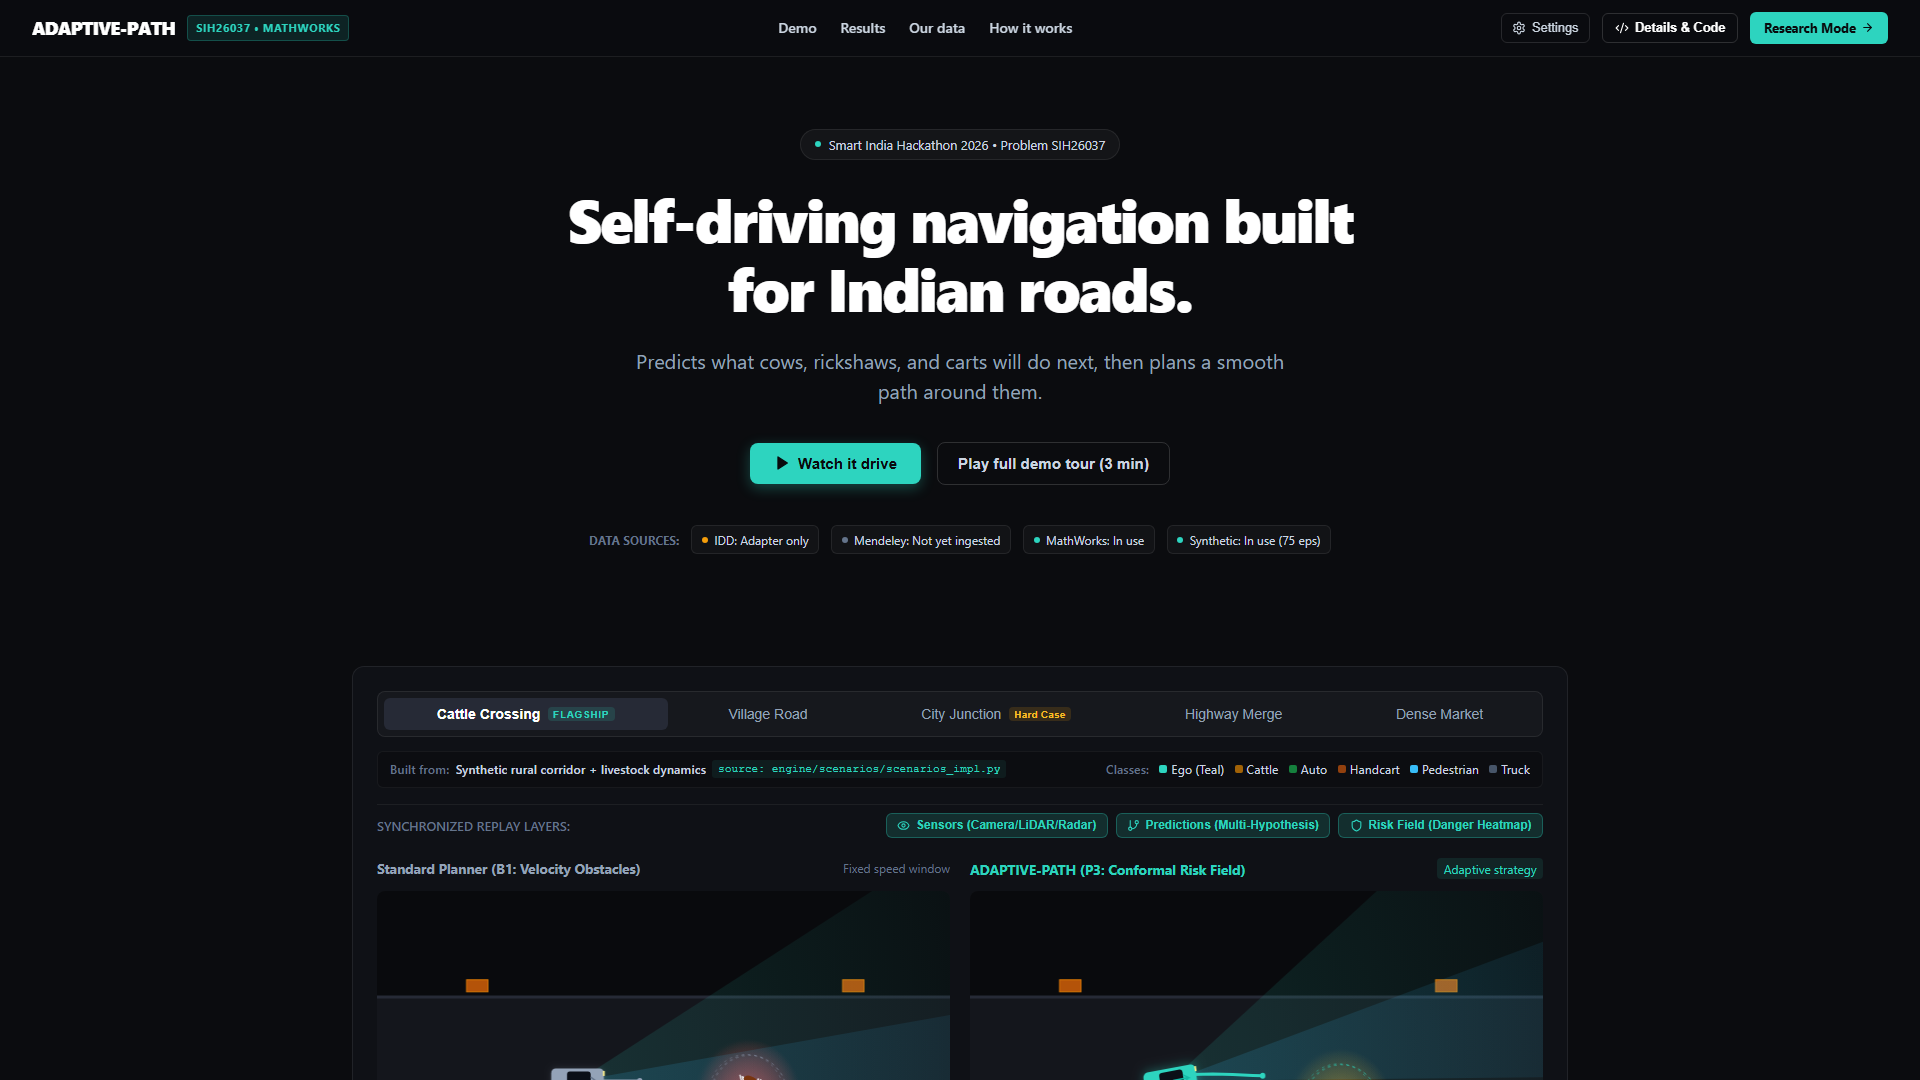 ADAPTIVE-PATH
SIH26037 • MATHWORKS
Demo
Results
Our data
How it works
Settings
</> Details & Code
Research Mode →
Smart India Hackathon 2026 • Problem SIH26037
Self-driving navigation built
for Indian roads.
Predicts what cows, rickshaws, and carts will do next, then plans a smooth
path around them.
Watch it drive
Play full demo tour (3 min)
DATA SOURCES:
IDD: Adapter only
Mendeley: Not yet ingested
MathWorks: In use
Synthetic: In use (75 eps)
Cattle Crossing FLAGSHIP
Village Road
City Junction Hard Case
Highway Merge
Dense Market
Built from: Synthetic rural corridor + livestock dynamics source: engine/scenarios/scenarios_impl.py
Classes: Ego (Teal) Cattle Auto Handcart Pedestrian Truck
SYNCHRONIZED REPLAY LAYERS:
Sensors (Camera/LiDAR/Radar)
Predictions (Multi-Hypothesis)
Risk Field (Danger Heatmap)
Standard Planner (B1: Velocity Obstacles)
Fixed speed window
ADAPTIVE-PATH (P3: Conformal Risk Field)
Adaptive strategy